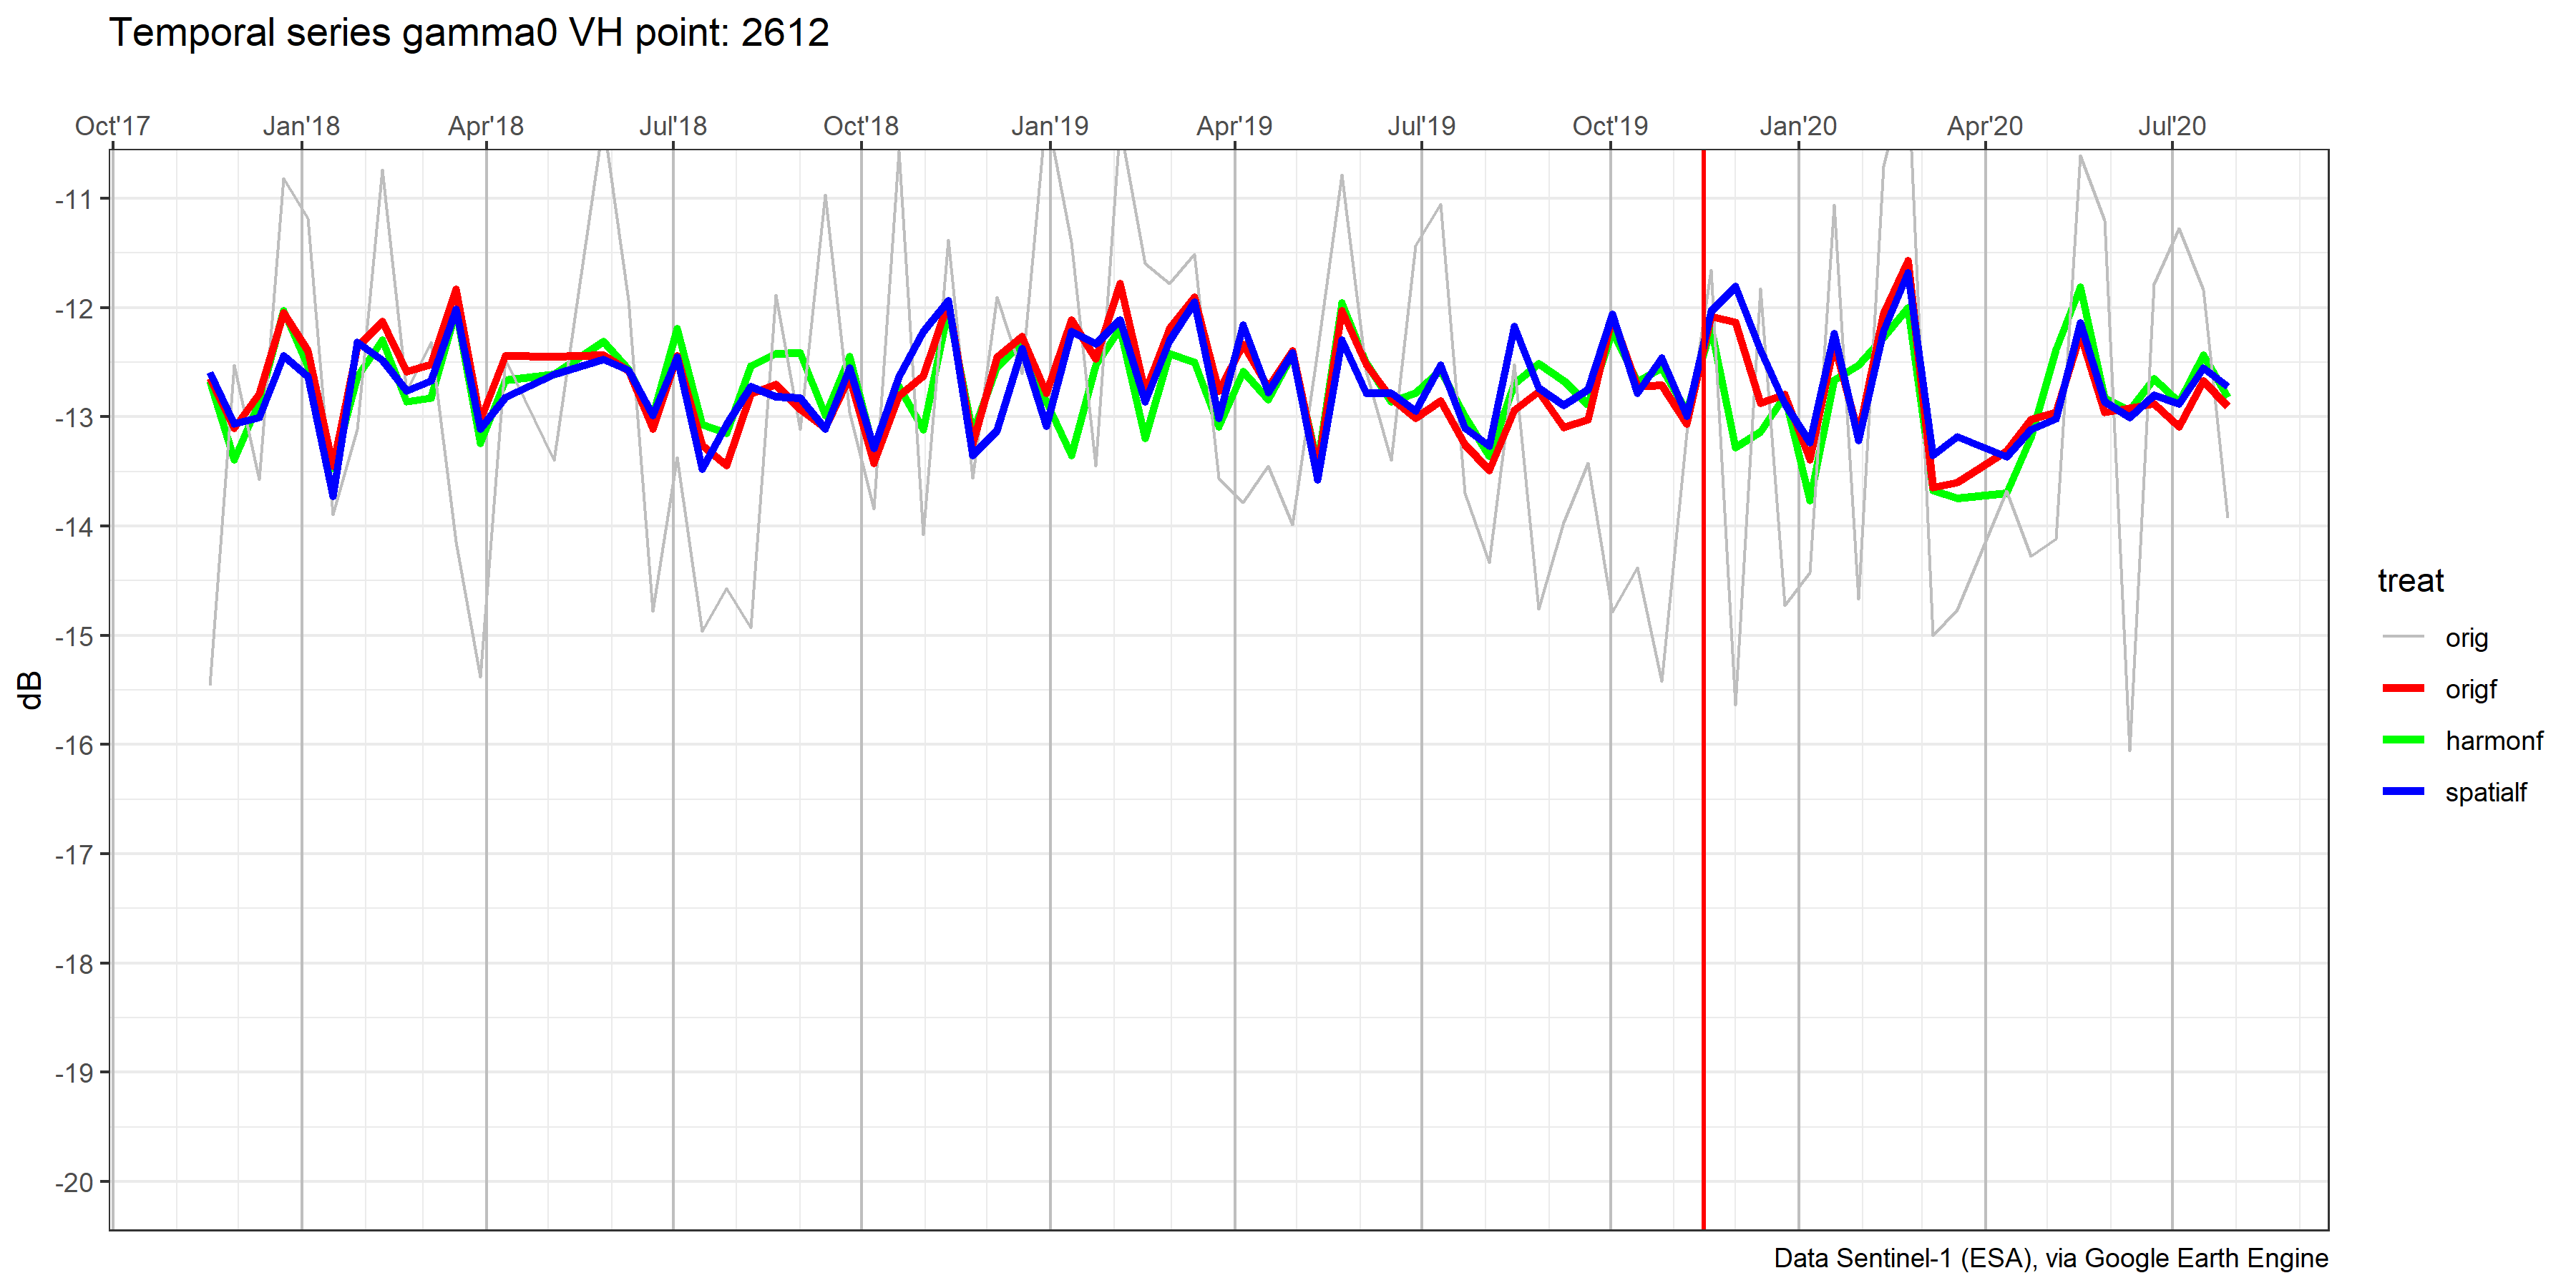 Temporal series gamma0 VH point: 2612
Oct'17 Jan'18 Apr'18 Jul'18 Oct'18 Jan'19 Apr'19 Jul'19 Oct'19 Jan'20 Apr'20 Jul'20
-11
-12
-13
-14
-15
-16
-17
-18
-19
-20
dB
treat
orig
origf
harmonf
spatialf
Data Sentinel-1 (ESA), via Google Earth Engine